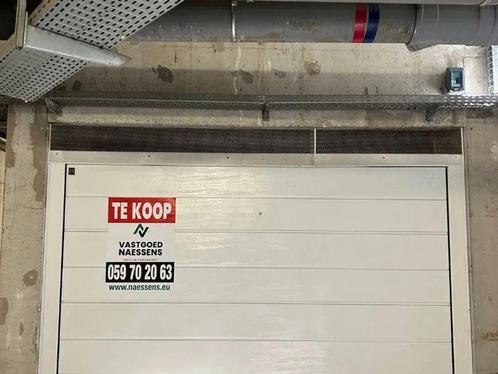 TE KOOP
VASTGOED
NAESSENS
059 70 20 63
www.naessens.eu